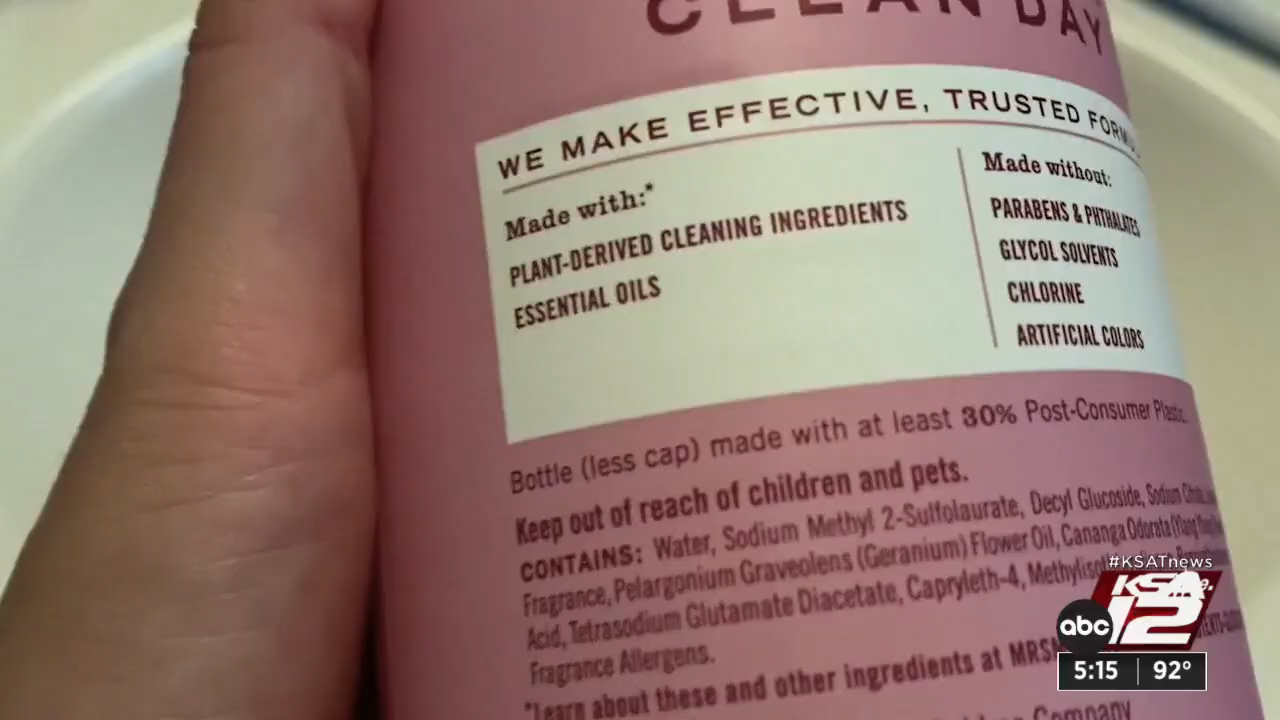 CLEAN DAY
WE MAKE EFFECTIVE, TRUSTED
Made with:*
PLANT-DERIVED CLEANING INGREDIENTS
ESSENTIAL OILS
Made without:
PARABENS & PHTHALATES
GLYCOL SOLVENTS
CHLORINE
ARTIFICIAL COLORS
Bottle (less cap) made with at least 30% Post-Consumer Plastic.
Keep out of reach of children and pets.
CONTAINS: Water, Sodium Methyl 2-Sulfolaurate, Decyl Glucoside, Sodium
Fragrance, Pelargonium Graveolens (Geranium) Flower Oil, Cananga Odorata
Acid, Tetrasodium Glutamate Diacetate, Capryleth-4,
Fragrance Allergens.
*Learn about these and other ingredients at
Company
#KSATnews
KSAT
12
abc
5:15 92°